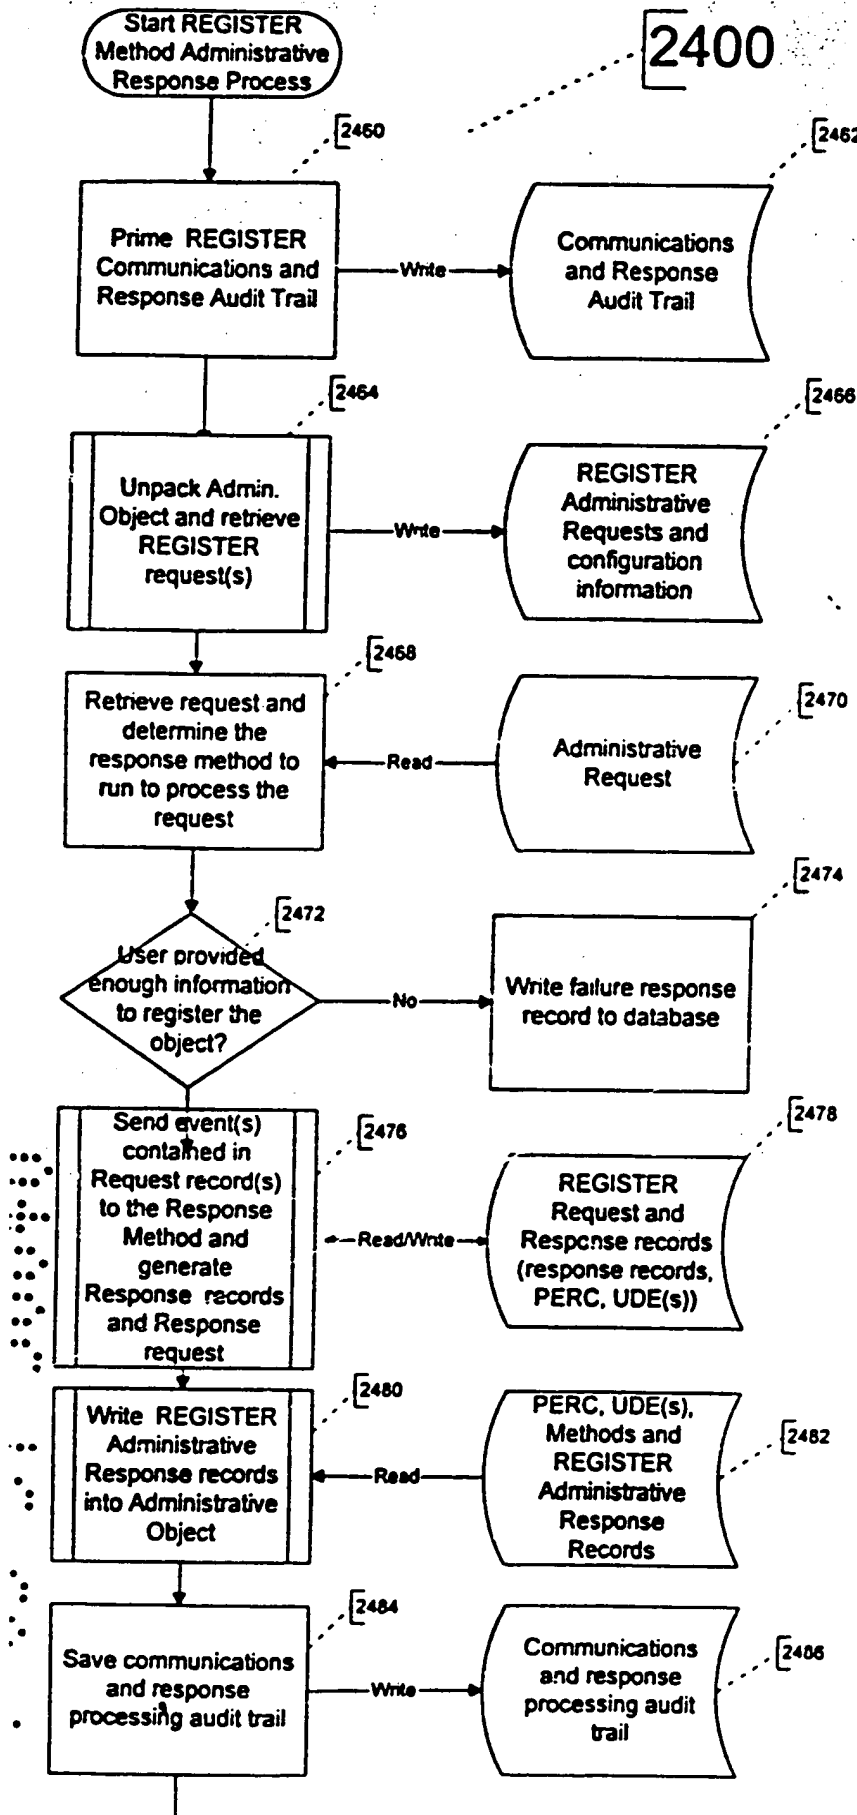 Start REGISTER
Method Administrative
Response Process
2400
2460
2462
Prime REGISTER
Communications and
Response Audit Trail
Write
Communications
and Response
Audit Trail
2464
2466
Unpack Admin.
Object and retrieve
REGISTER
request(s)
Write
REGISTER
Administrative
Requests and
configuration
information
2468
2470
Retrieve request and
determine the
response method to
run to process the
request
Read
Administrative
Request
2472
2474
User provided
enough information
to register the
object?
No
Write failure response
record to database
2476
2478
Send event(s)
contained in
Request record(s)
to the Response
Method and
generate
Response records
and Response
request
Read/Write
REGISTER
Request and
Response records
(response records,
PERC, UDE(s))
2480
2482
Write REGISTER
Administrative
Response records
into Administrative
Object
Read
PERC, UDE(s),
Methods and
REGISTER
Administrative
Response
Records
2484
2486
Save communications
and response
processing audit trail
Write
Communications
and response
processing audit
trail